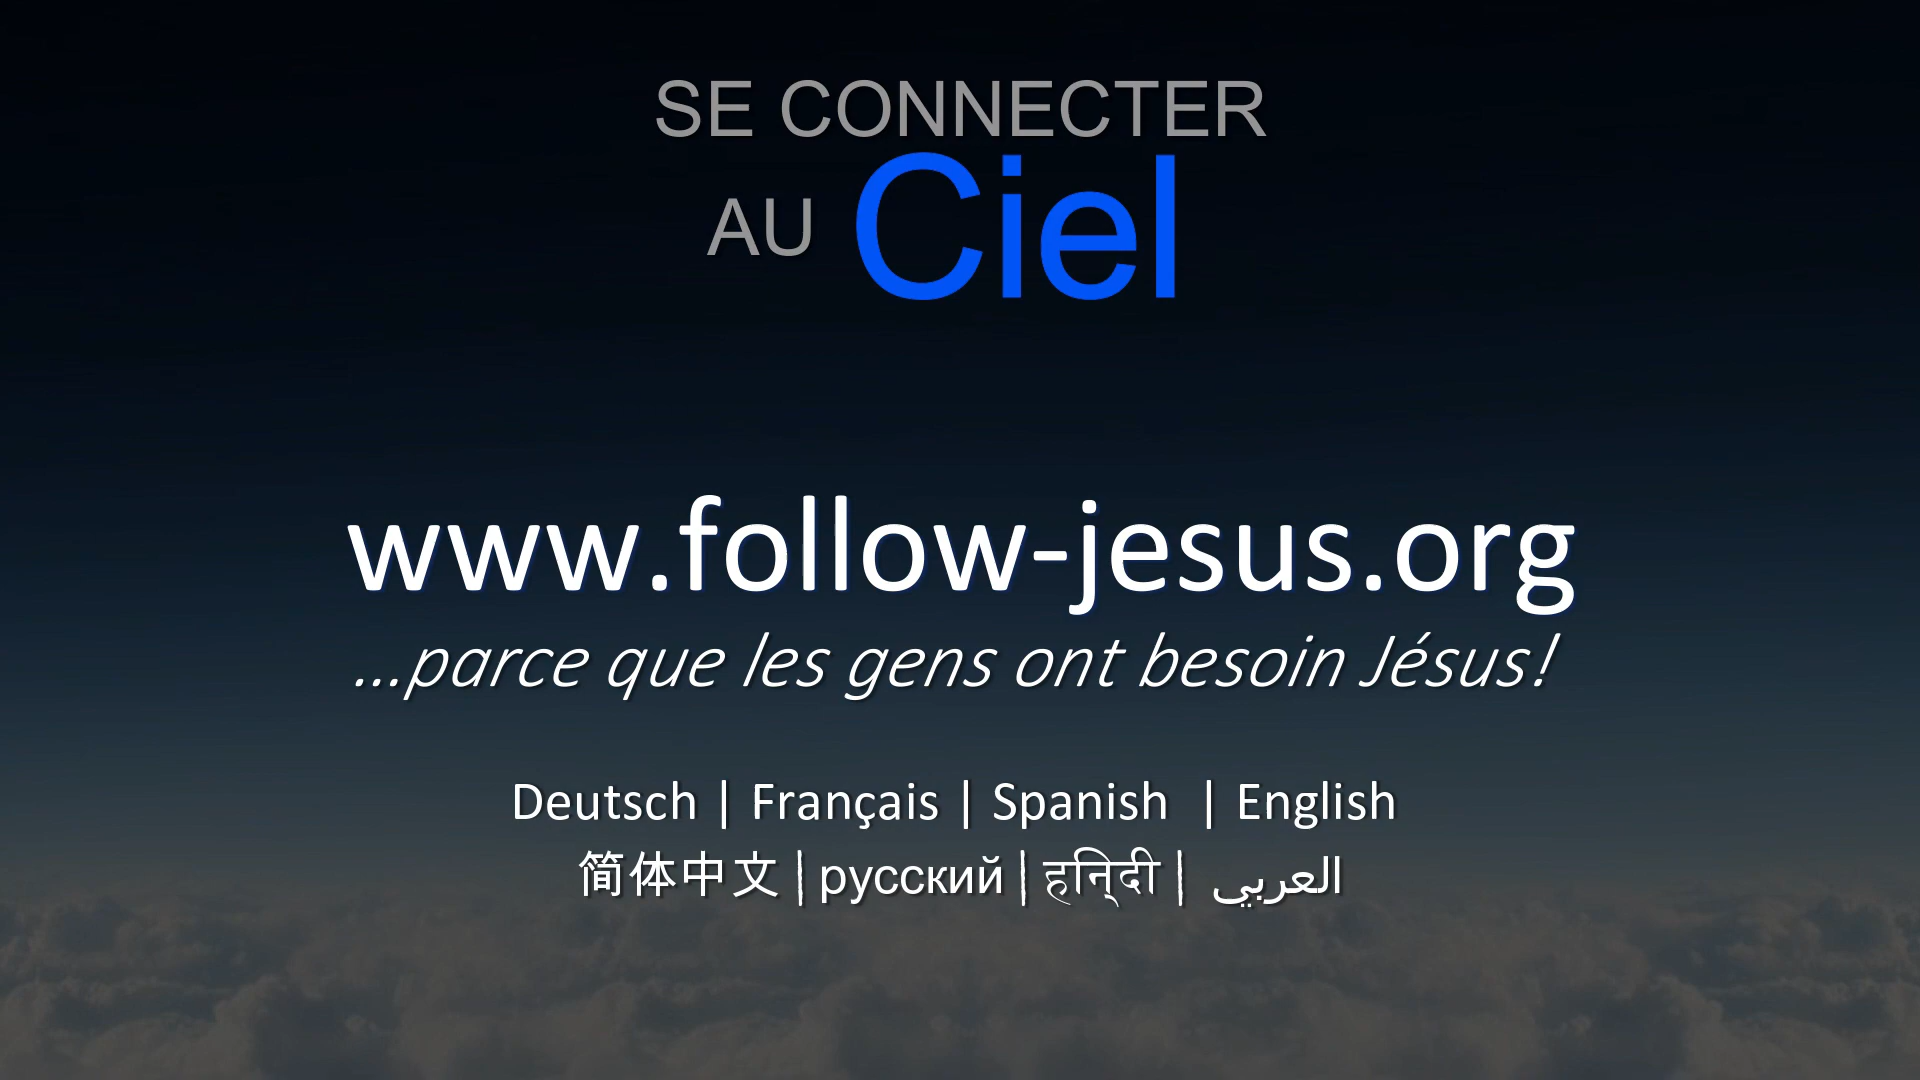 SE CONNECTER
AU Ciel
www.follow-jesus.org
...parce que les gens ont besoin Jésus!
Deutsch | Français | Spanish | English
简体中文 | русский | हिन्दी | العربي